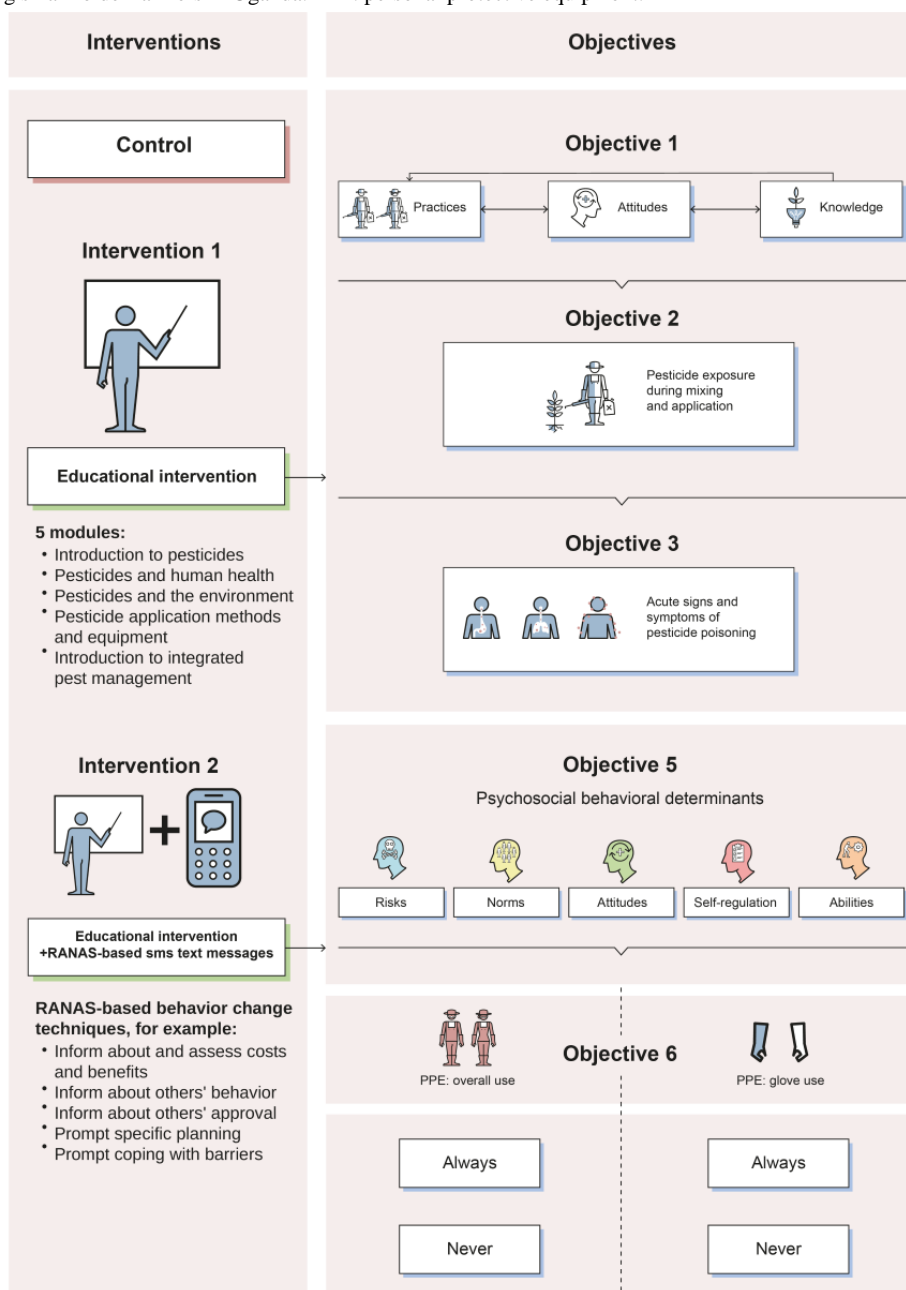 Interventions
Objectives
Control
Intervention 1
Educational intervention
5 modules:
• Introduction to pesticides
• Pesticides and human health
• Pesticides and the environment
• Pesticide application methods
and equipment
• Introduction to integrated
pest management
Intervention 2
Educational intervention
+RANAS-based sms text messages
RANAS-based behavior change
techniques, for example:
• Inform about and assess costs
and benefits
• Inform about others' behavior
• Inform about others' approval
• Prompt specific planning
• Prompt coping with barriers
Objective 1
Practices
Attitudes
Knowledge
Objective 2
Pesticide exposure
during mixing
and application
Objective 3
Acute signs and
symptoms of
pesticide poisoning
Objective 5
Psychosocial behavioral determinants
Risks
Norms
Attitudes
Self-regulation
Abilities
Objective 6
PPE: overall use
PPE: glove use
Always
Always
Never
Never